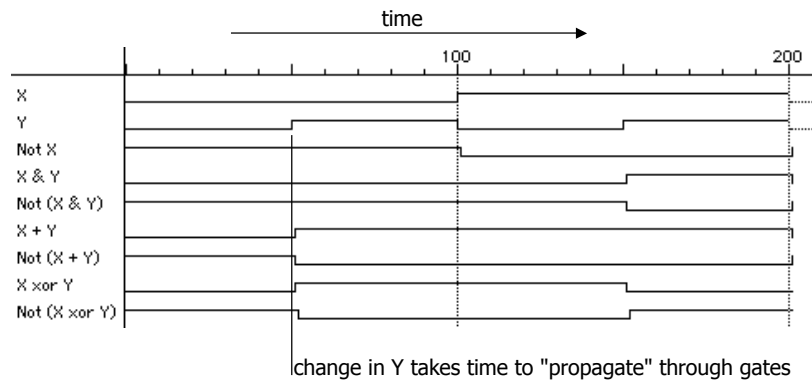 time
100 200
X
Y
Not X
X & Y
Not (X & Y)
X + Y
Not (X + Y)
X xor Y
Not (X xor Y)
change in Y takes time to "propagate" through gates